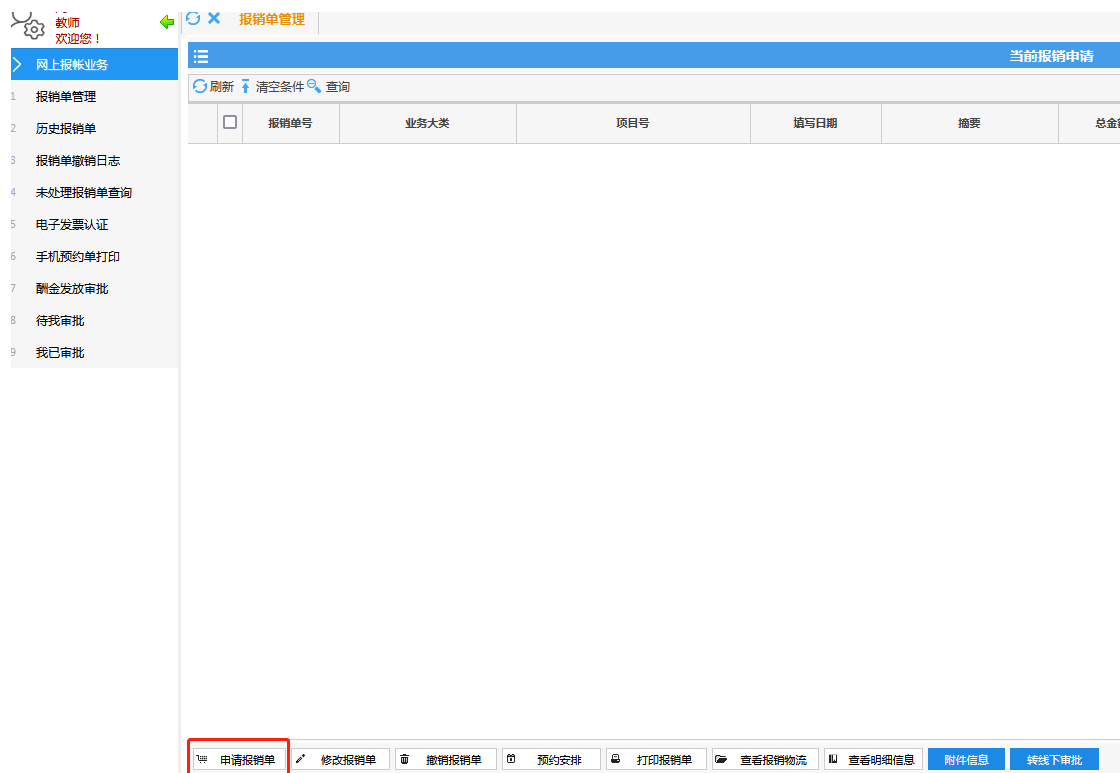 教师
欢迎您！
报销单管理
网上报帐业务
1 报销单管理
2 历史报销单
3 报销单撤销日志
4 未处理报销单查询
5 电子发票认证
6 手机预约单打印
7 酬金发放审批
8 待我审批
9 我已审批
当前报销申请
刷新 清空条件 查询
报销单号 业务大类 项目号 填写日期 摘要 总金
申请报销单 修改报销单 撤销报销单 预约安排 打印报销单 查看报销物流 查看明细信息 附件信息 转线下审批